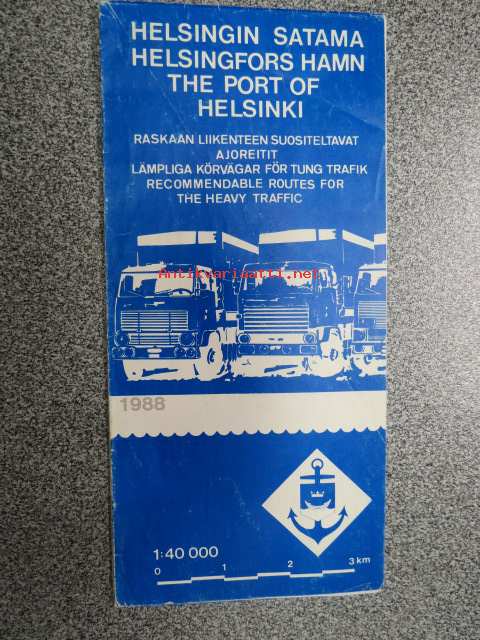 HELSINGIN SATAMA
HELSINGFORS HAMN
THE PORT OF
HELSINKI
RASKAAN LIIKENTEEN SUOSITELTAVAT
AJOREITIT
LÄMPLIGA KÖRVÄGAR FÖR TUNG TRAFIK
RECOMMENDABLE ROUTES FOR
THE HEAVY TRAFFIC
Antikvariaatti.net
1988
1:40 000
0 1 2 3 km